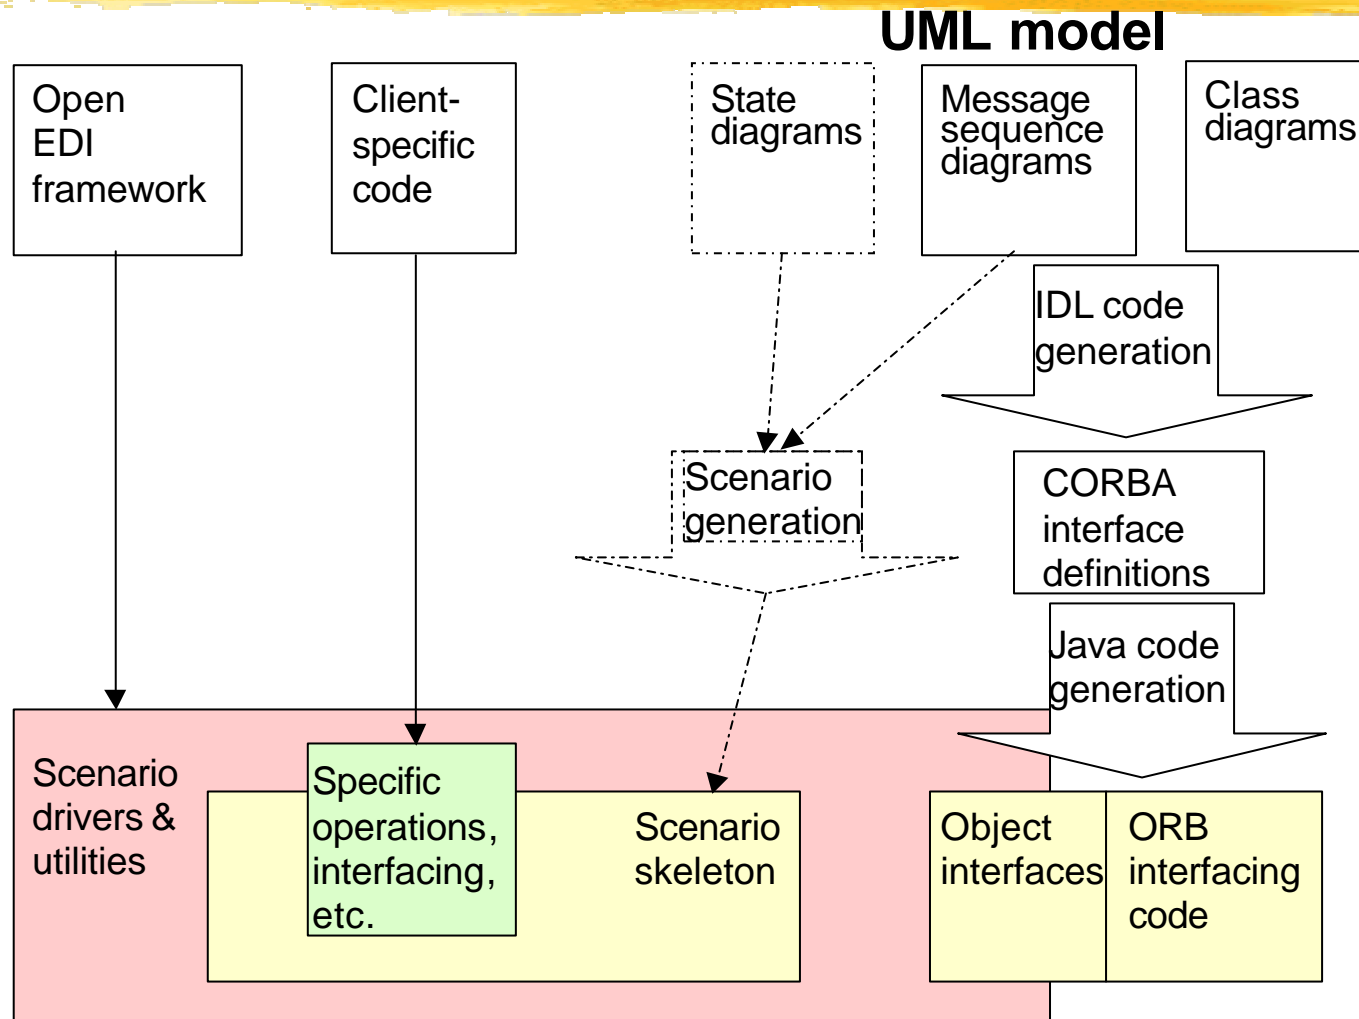 UML model
Open
EDI
framework
Client-
specific
code
State
diagrams
Message
sequence
diagrams
Class
diagrams
IDL code
generation
Scenario
generation
CORBA
interface
definitions
Java code
generation
Scenario
drivers &
utilities
Specific
operations,
interfacing,
etc.
Scenario
skeleton
Object
interfaces
ORB
interfacing
code